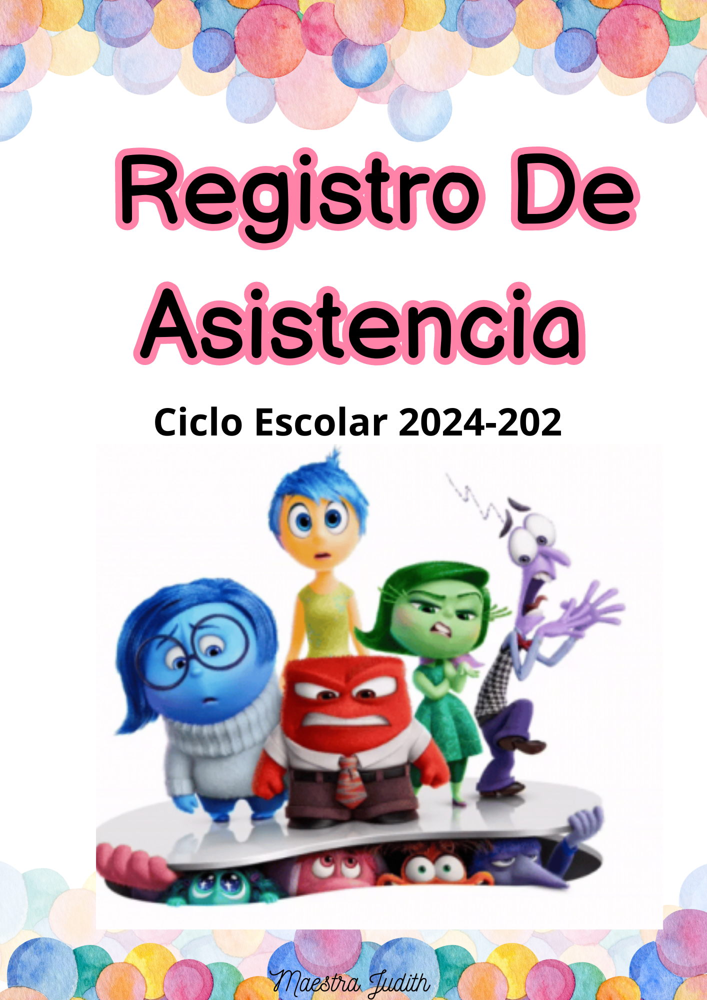 Registro De
Asistencia
Ciclo Escolar 2024-202
Maestra Judith